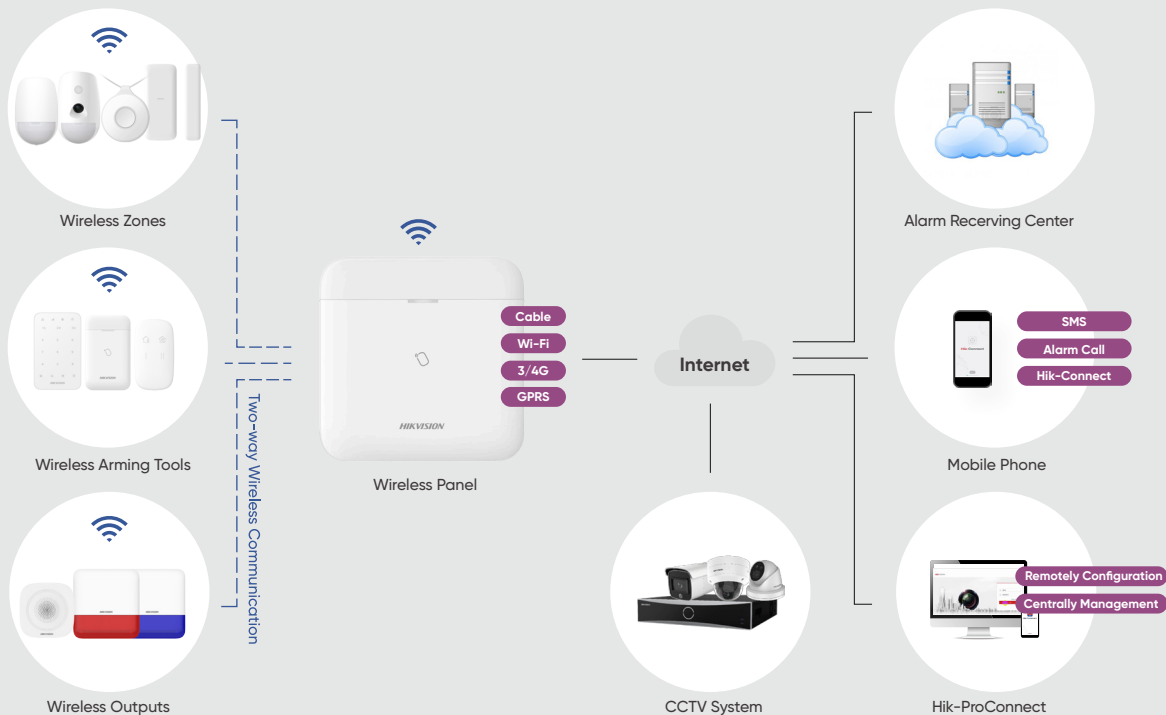 Wireless Zones
Wireless Arming Tools
Wireless Outputs
Two-way Wireless Communication
Cable
Wi-Fi
3/4G
GPRS
HIKVISION
Wireless Panel
Internet
CCTV System
Alarm Recerving Center
SMS
Alarm Call
Hik-Connect
Mobile Phone
Remotely Configuration
Centrally Management
Hik-ProConnect